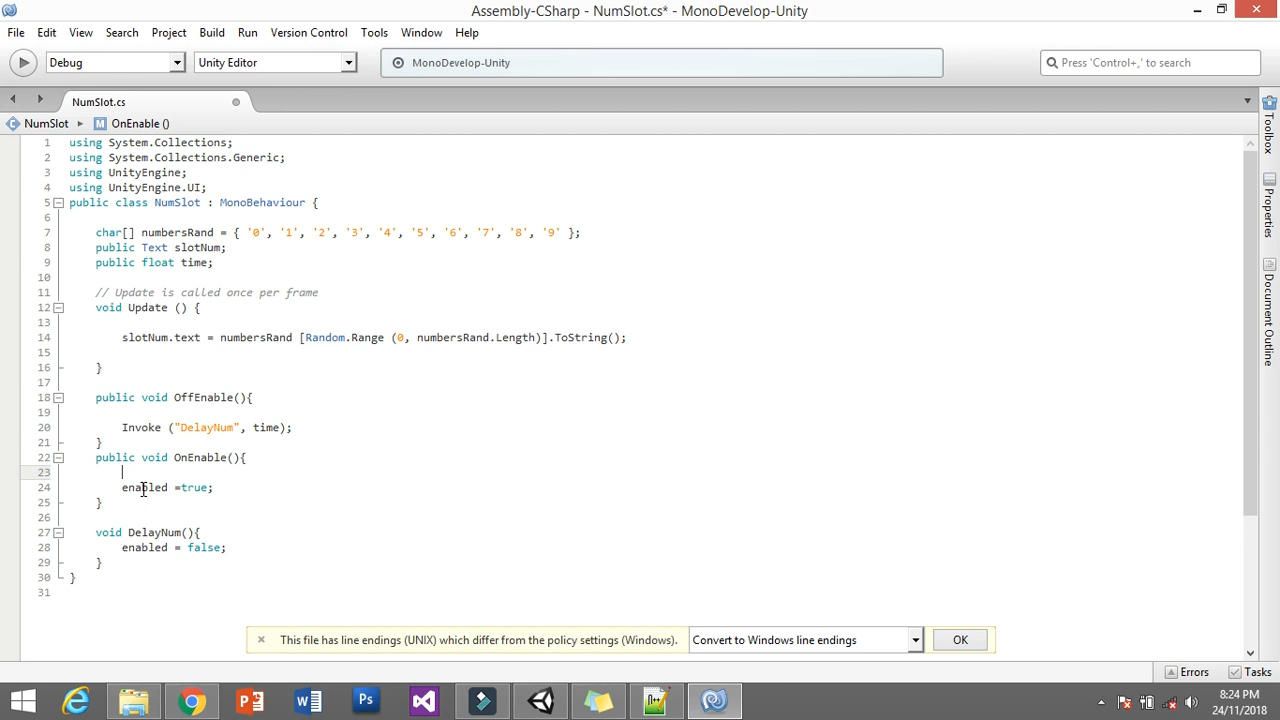 Assembly-CSharp - NumSlot.cs* - MonoDevelop-Unity
File Edit View Search Project Build Run Version Control Tools Window Help
Debug Unity Editor MonoDevelop-Unity Press 'Control+,' to search
NumSlot.cs
NumSlot OnEnable ()
1 using System.Collections;
2 using System.Collections.Generic;
3 using UnityEngine;
4 using UnityEngine.UI;
5 public class NumSlot : MonoBehaviour {
6
7 char[] numbersRand = { '0', '1', '2', '3', '4', '5', '6', '7', '8', '9' };
8 public Text slotNum;
9 public float time;
10
11 // Update is called once per frame
12 void Update () {
13
14 slotNum.text = numbersRand [Random.Range (0, numbersRand.Length)].ToString();
15
16 }
17
18 public void OffEnable(){
19
20 Invoke ("DelayNum", time);
21 }
22 public void OnEnable(){
23
24 enabled =true;
25 }
26
27 void DelayNum(){
28 enabled = false;
29 }
30 }
31
Toolbox
Properties
Document Outline
This file has line endings (UNIX) which differ from the policy settings (Windows). Convert to Windows line endings OK
Errors Tasks
8:24 PM
24/11/2018